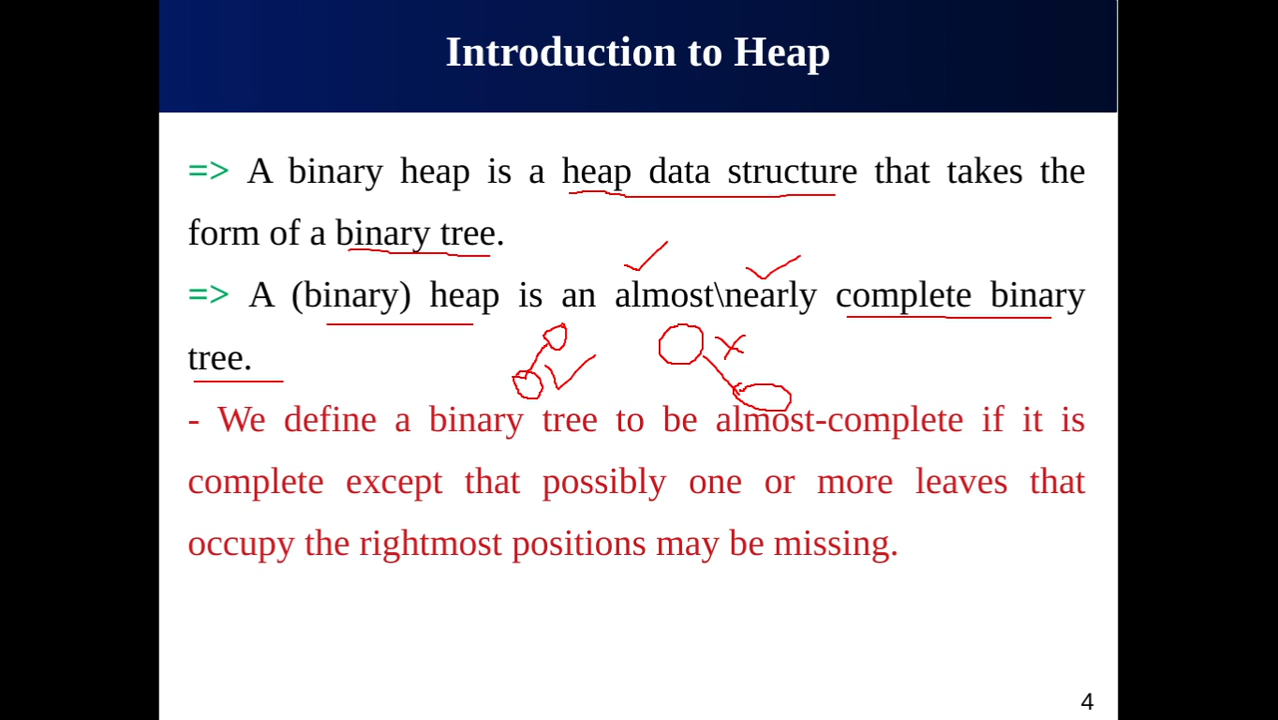 Introduction to Heap
=> A binary heap is a heap data structure that takes the
form of a binary tree.
=> A (binary) heap is an almost\nearly complete binary
tree.
- We define a binary tree to be almost-complete if it is
complete except that possibly one or more leaves that
occupy the rightmost positions may be missing.
4